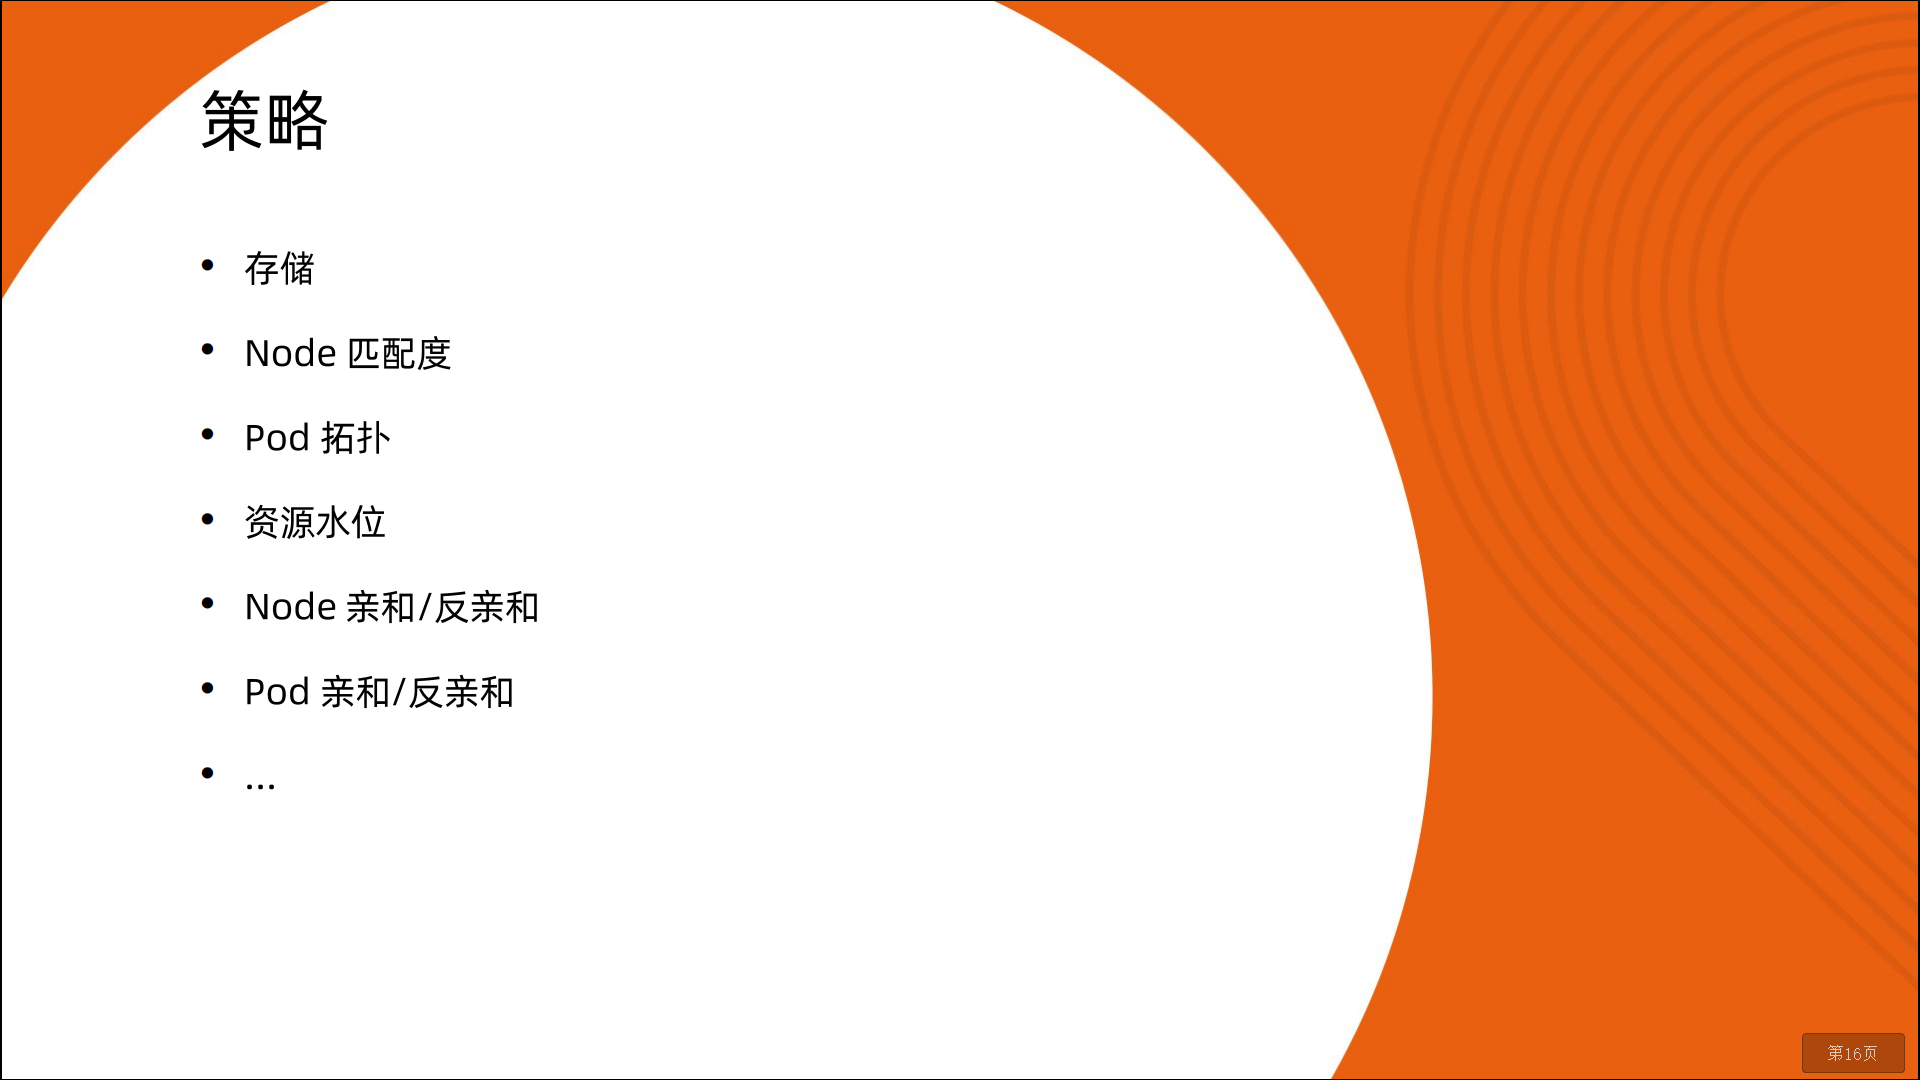 策略
• 存储
• Node 匹配度
• Pod 拓扑
• 资源水位
• Node 亲和/反亲和
• Pod 亲和/反亲和
• ...
第16页